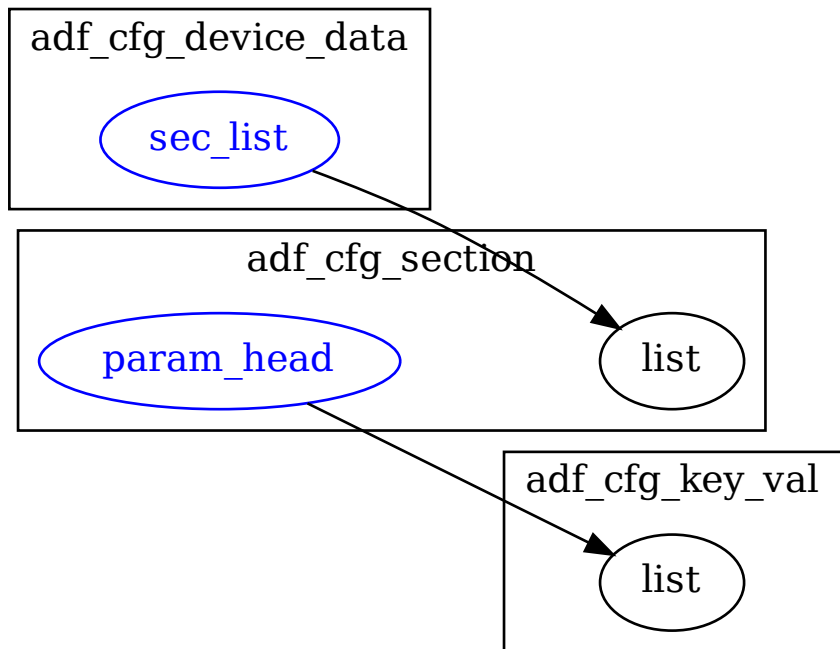 adf_cfg_device_data
sec_list
adf_cfg_section
param_head
list
adf_cfg_key_val
list